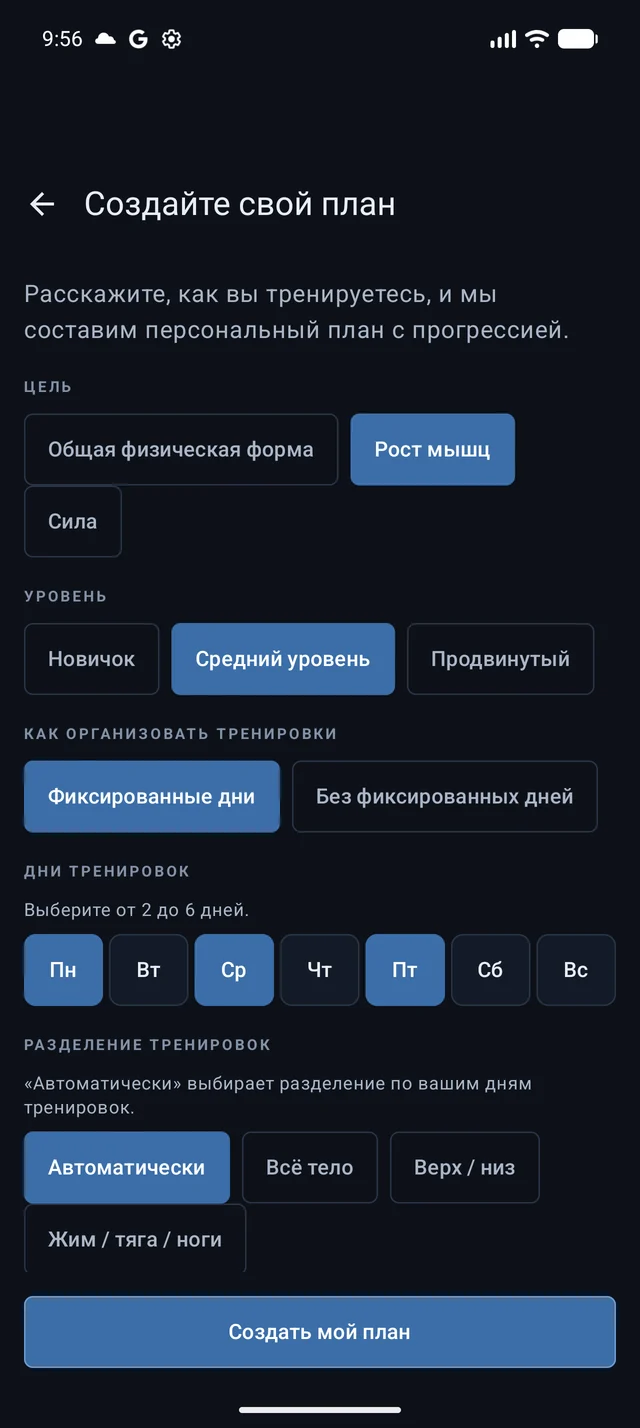 9:56
Создайте свой план
Расскажите, как вы тренируетесь, и мы
составим персональный план с прогрессией.
ЦЕЛЬ
Общая физическая форма
Рост мышц
Сила
УРОВЕНЬ
Новичок
Средний уровень
Продвинутый
КАК ОРГАНИЗОВАТЬ ТРЕНИРОВКИ
Фиксированные дни
Без фиксированных дней
ДНИ ТРЕНИРОВОК
Выберите от 2 до 6 дней.
Пн
Вт
Ср
Чт
Пт
Сб
Вс
РАЗДЕЛЕНИЕ ТРЕНИРОВОК
«Автоматически» выбирает разделение по вашим дням
тренировок.
Автоматически
Всё тело
Верх / низ
Жим / тяга / ноги
Создать мой план